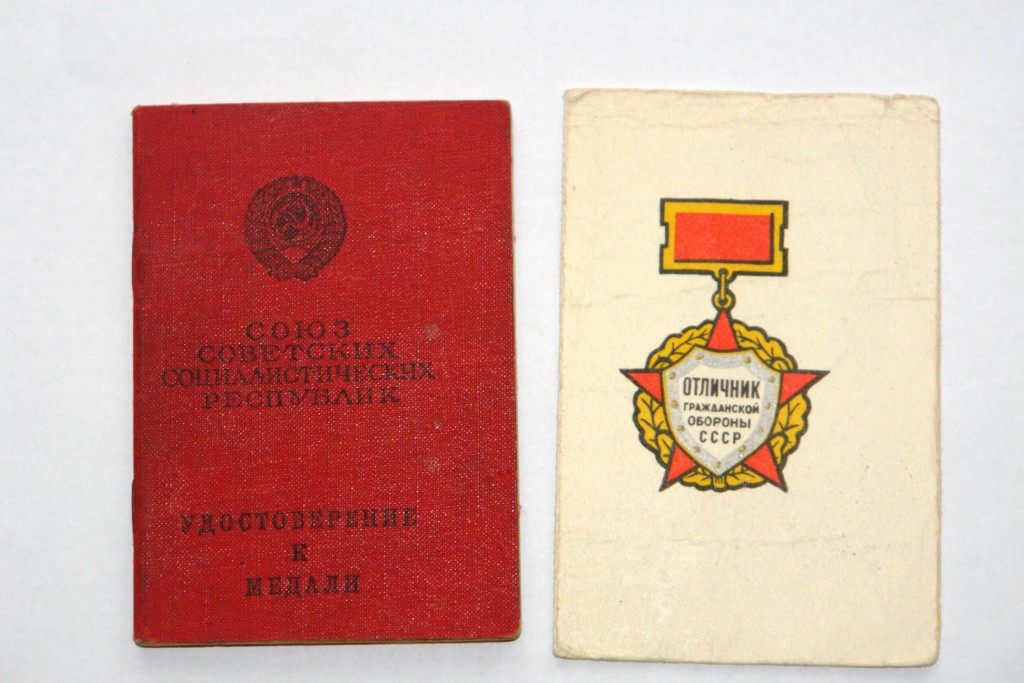 СОЮЗ
СОВЕТСКИХ
СОЦИАЛИСТИЧЕСКИХ
РЕСПУБЛИК
УДОСТОВЕРЕНИЕ
К
МЕДАЛИ
ОТЛИЧНИК
ГРАЖДАНСКОЙ
ОБОРОНЫ
СССР